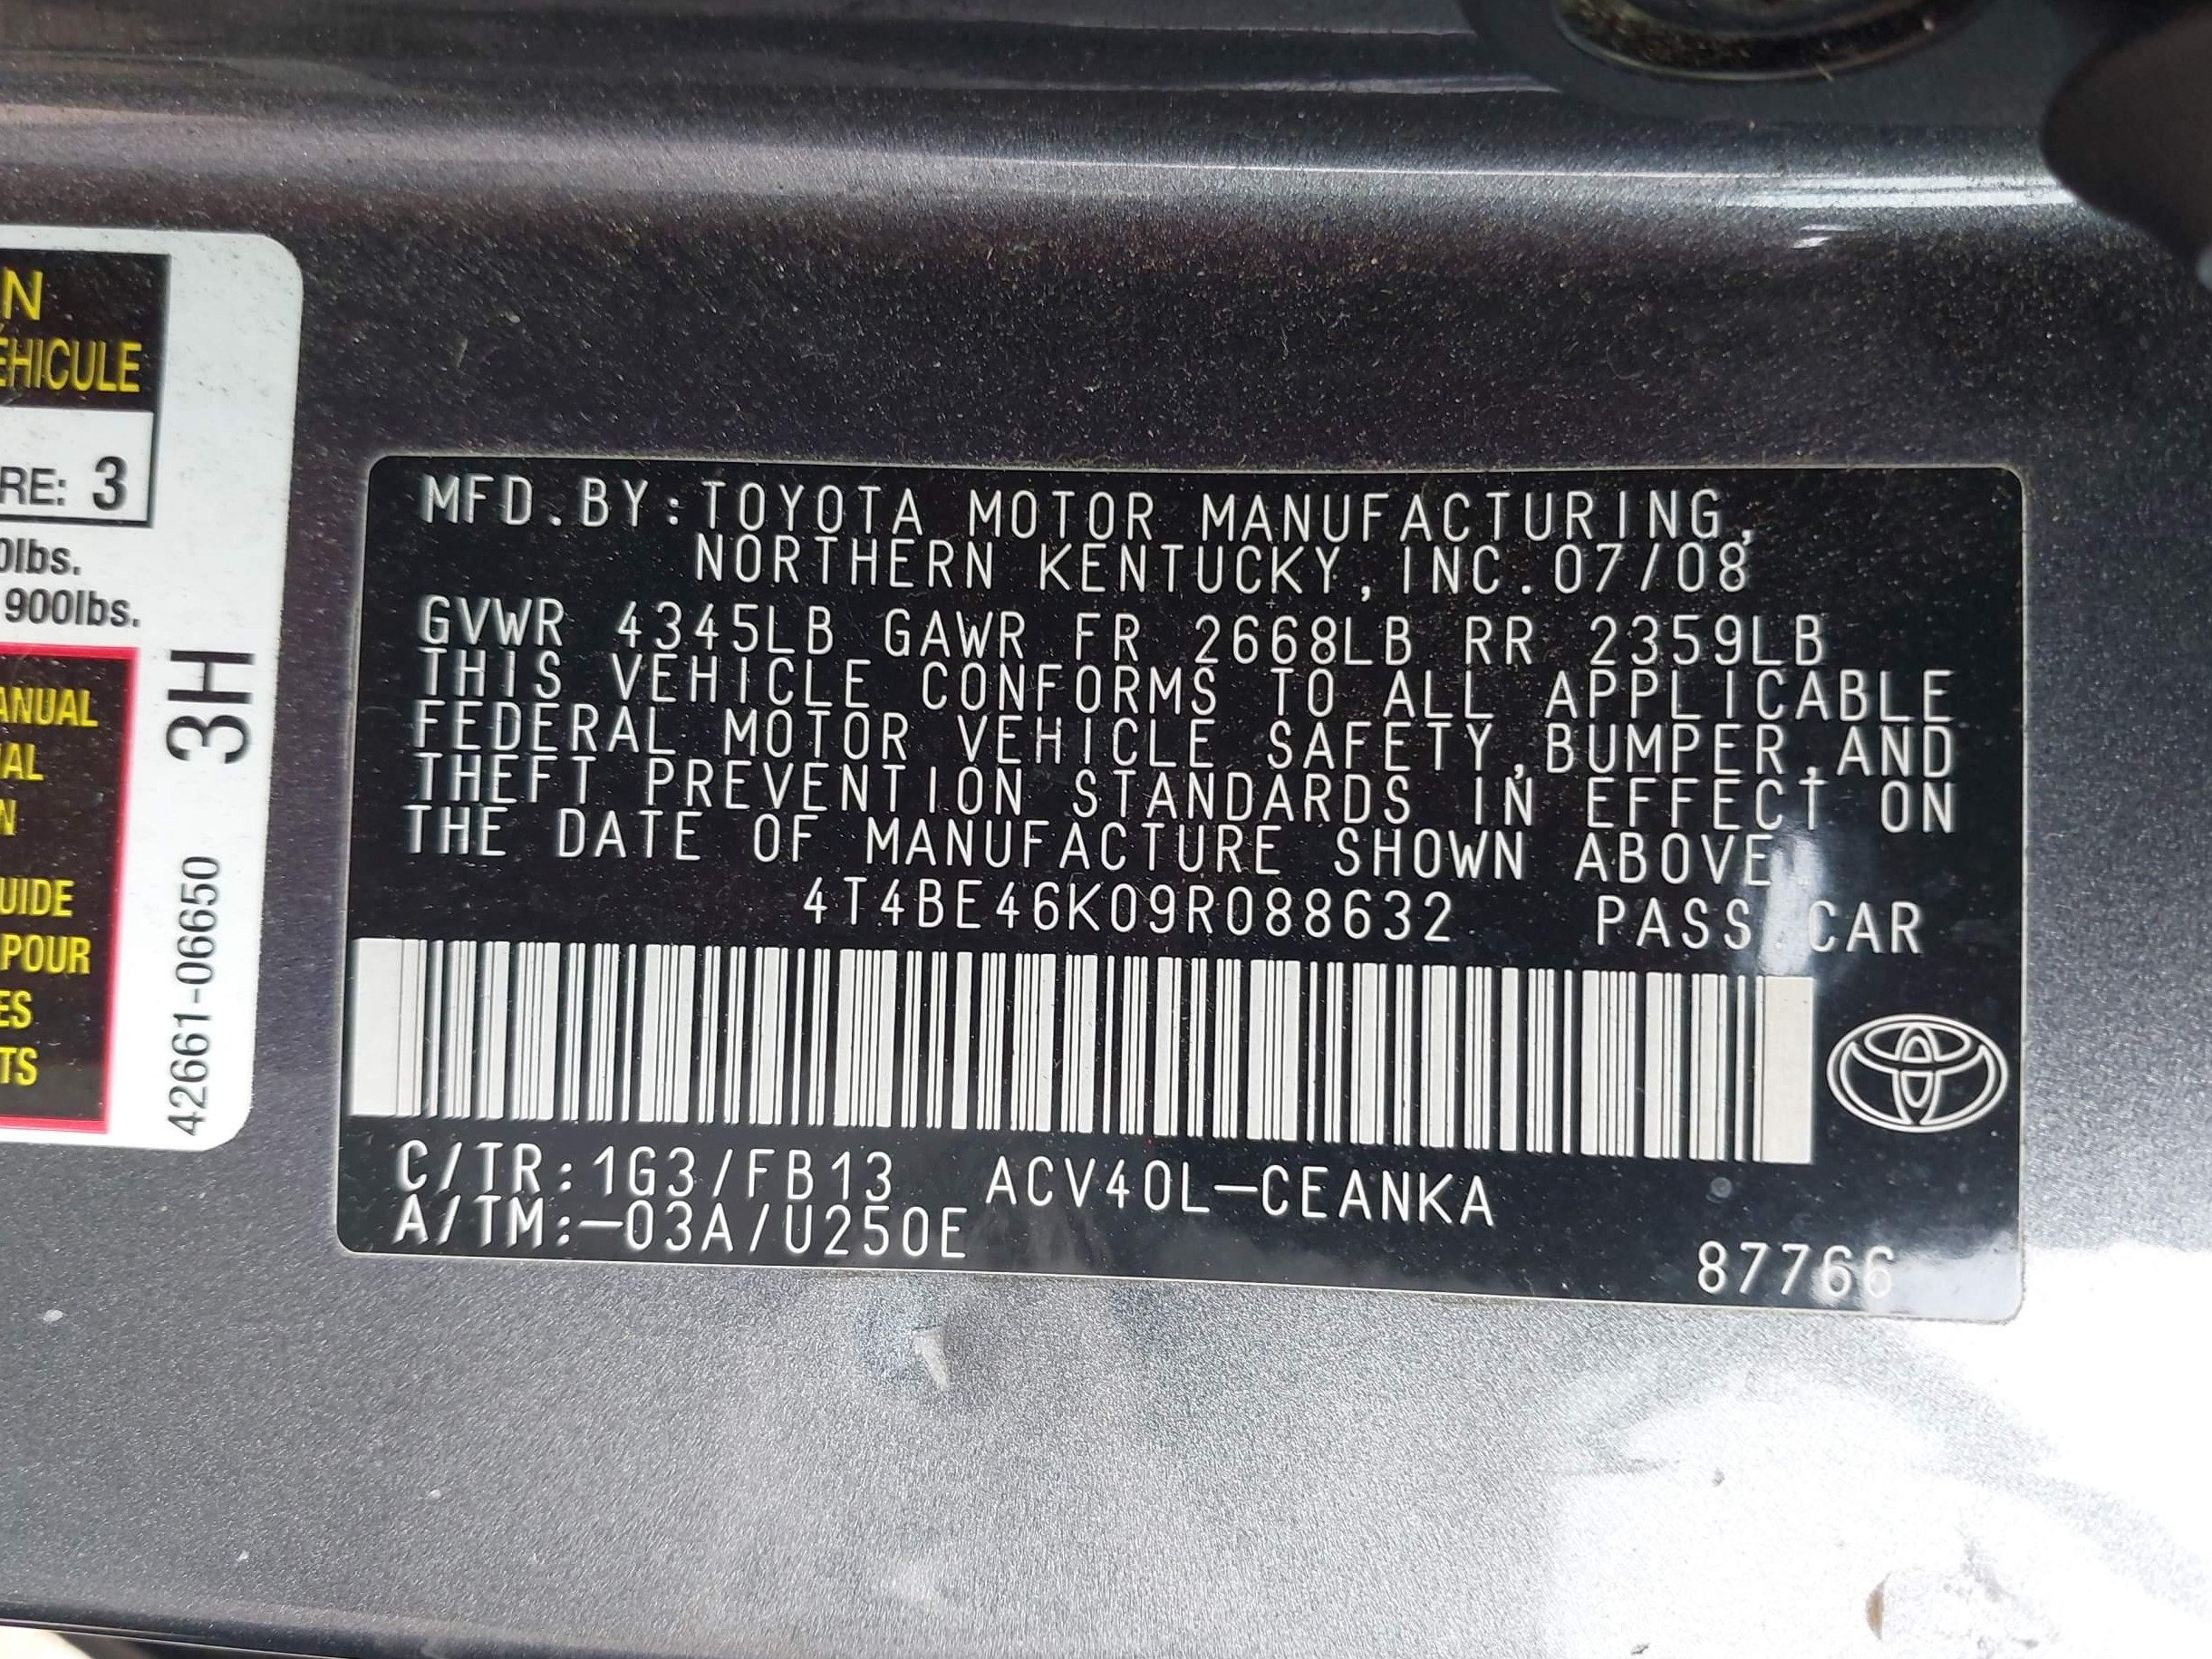 N
ÉHICULE
RE: 3
0lbs.
900lbs.
ANUAL
AL
N
UIDE
POUR
ES
TS
42661-06650 3H
MFD.BY:TOYOTA MOTOR MANUFACTURING,
NORTHERN KENTUCKY,INC.07/08
GVWR 4345LB GAWR FR 2668LB RR 2359LB
THIS VEHICLE CONFORMS TO ALL APPLICABLE
FEDERAL MOTOR VEHICLE SAFETY,BUMPER,AND
THEFT PREVENTION STANDARDS IN EFFECT ON
THE DATE OF MANUFACTURE SHOWN ABOVE.
4T4BE46K09R088632 PASS.CAR
C/TR:1G3/FB13 ACV40L-CEANKA
A/TM:-03A/U250E
87766